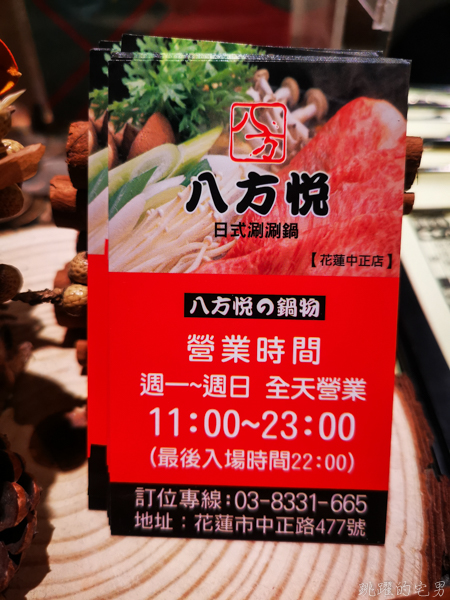 八方
八方悦
日式涮涮鍋
【花蓮中正店】
八方悦の鍋物
營業時間
週一~週日 全天營業
11:00~23:00
(最後入場時間22:00)
訂位專線:03-8331-665
地址:花蓮市中正路477號
跳躍的宅男